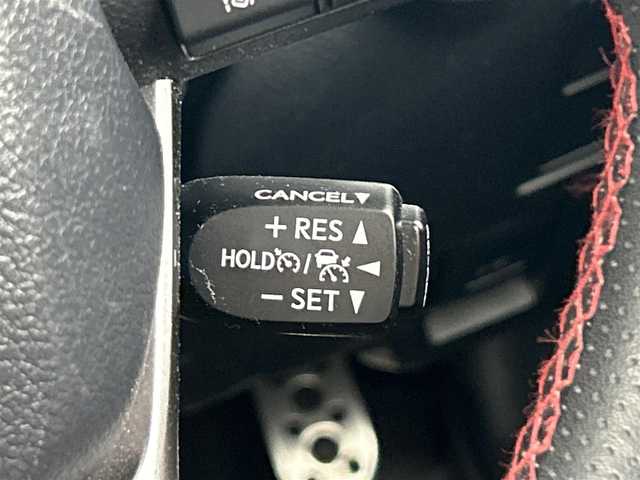 CANCEL▼
+ RES ▲
HOLD / ◀
− SET ▼